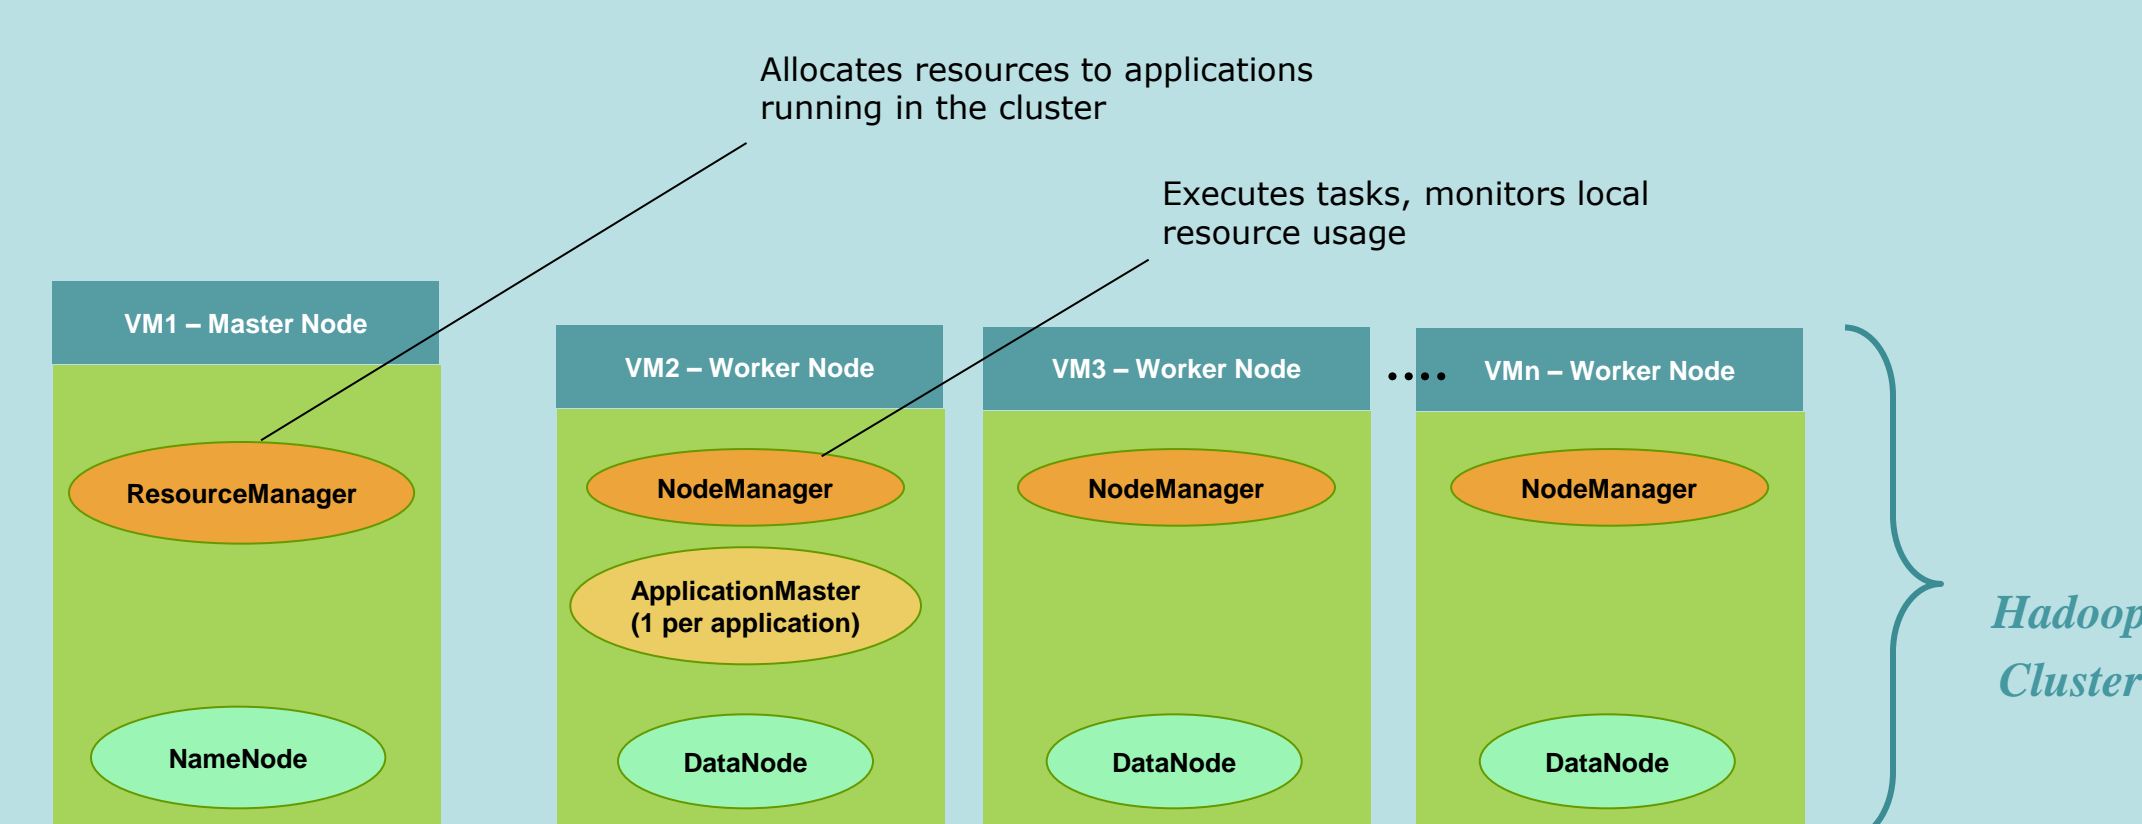 Allocates resources to applications
running in the cluster
Executes tasks, monitors local
resource usage
VM1 – Master Node
VM2 – Worker Node
VM3 – Worker Node
....
VMn – Worker Node
ResourceManager
NodeManager
NodeManager
NodeManager
ApplicationMaster
(1 per application)
Hadoop
Cluster
NameNode
DataNode
DataNode
DataNode